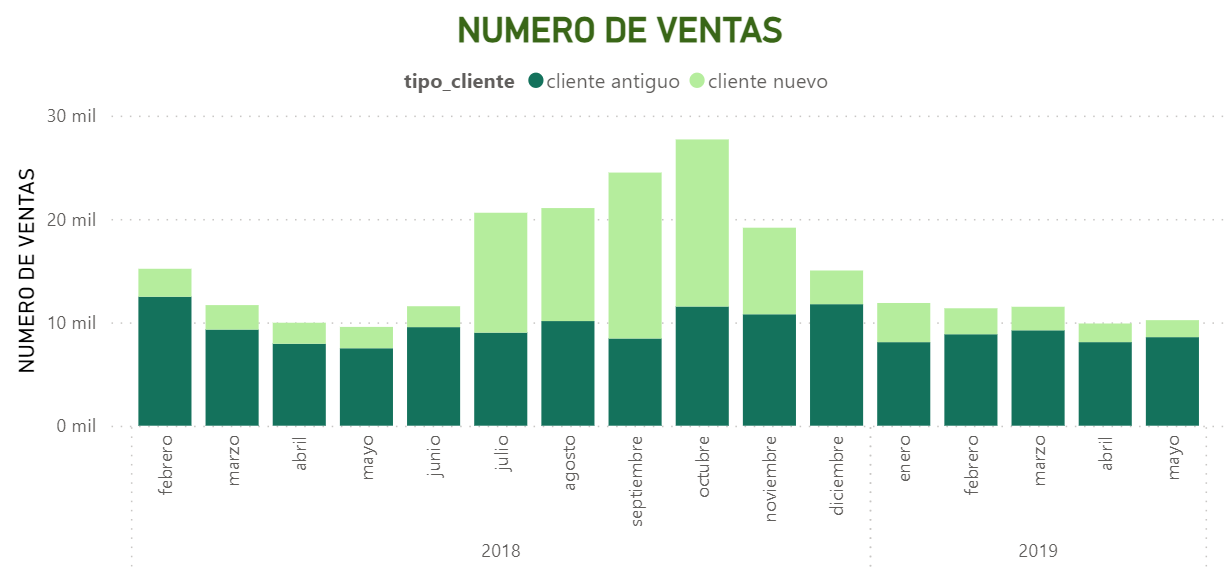 NUMERO DE VENTAS
tipo_cliente cliente antiguo cliente nuevo
30 mil
20 mil
10 mil
0 mil
NUMERO DE VENTAS
febrero
marzo
abril
mayo
junio
julio
agosto
septiembre
octubre
noviembre
diciembre
enero
febrero
marzo
abril
mayo
2018
2019